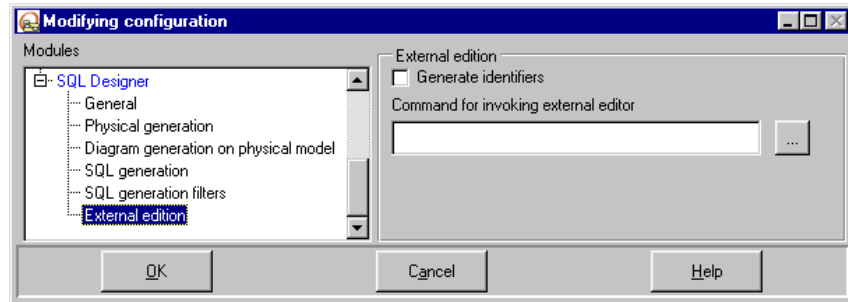 Modifying configuration
Modules
SQL Designer
General
Physical generation
Diagram generation on physical model
SQL generation
SQL generation filters
External edition
External edition
Generate identifiers
Command for invoking external editor
...
OK
Cancel
Help